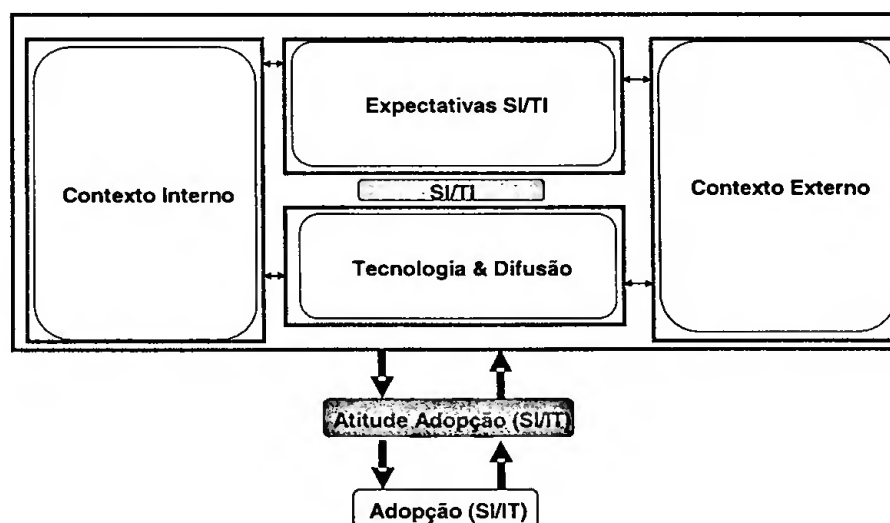 Expectativas SI/TI
Contexto Interno
SI/TI
Contexto Externo
Tecnologia & Difusão
Atitude Adopção (SI/IT)
Adopção (SI/IT)